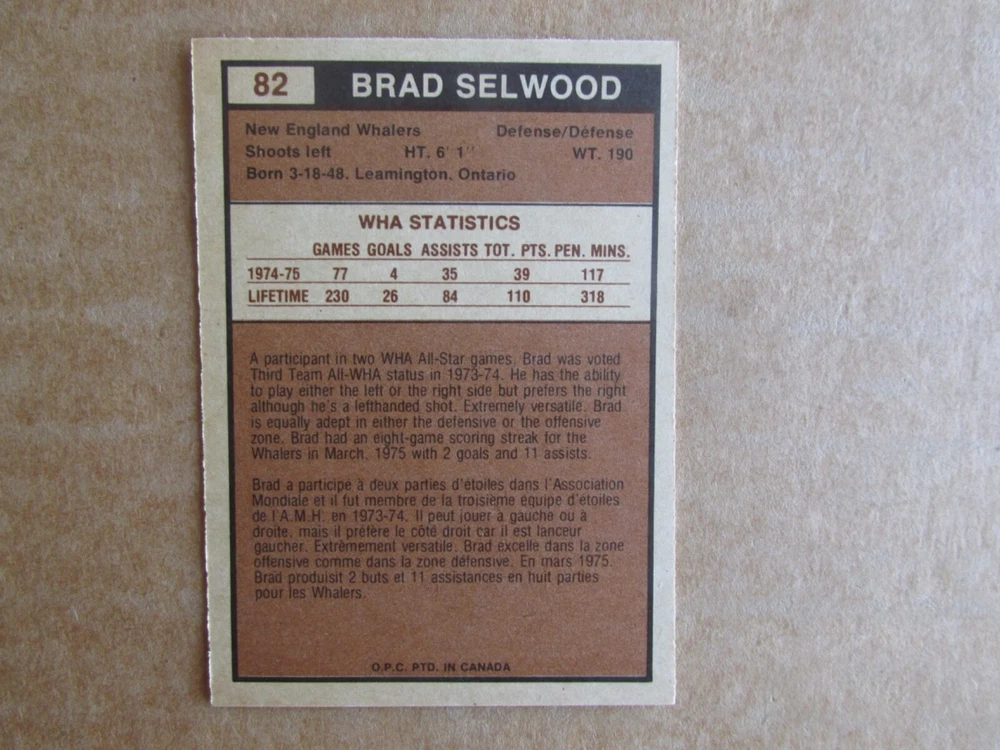 82 BRAD SELWOOD
New England Whalers Defense/Défense
Shoots left HT. 6' 1" WT. 190
Born 3-18-48. Leamington, Ontario
WHA STATISTICS
GAMES GOALS ASSISTS TOT. PTS. PEN. MINS.
1974-75 77 4 35 39 117
LIFETIME 230 26 84 110 318
A participant in two WHA All-Star games, Brad was voted
Third Team All-WHA status in 1973-74. He has the ability
to play either the left or the right side but prefers the right
although he's a lefthanded shot. Extremely versatile. Brad
is equally adept in either the defensive or the offensive
zone. Brad had an eight-game scoring streak for the
Whalers in March, 1975 with 2 goals and 11 assists.
Brad a participé à deux parties d'étoiles dans l'Association
Mondiale et il fut membre de la troisième équipe d'étoiles
de l'A.M.H. en 1973-74. Il peut jouer à gauche ou à
droite, mais il préfère le côté droit car il est lanceur
gaucher. Extrêmement versatile. Brad excelle dans la zone
offensive comme dans la zone défensive. En mars 1975.
Brad produisit 2 buts et 11 assistances en huit parties
pour les Whalers.
O.P.C. PTD. IN CANADA